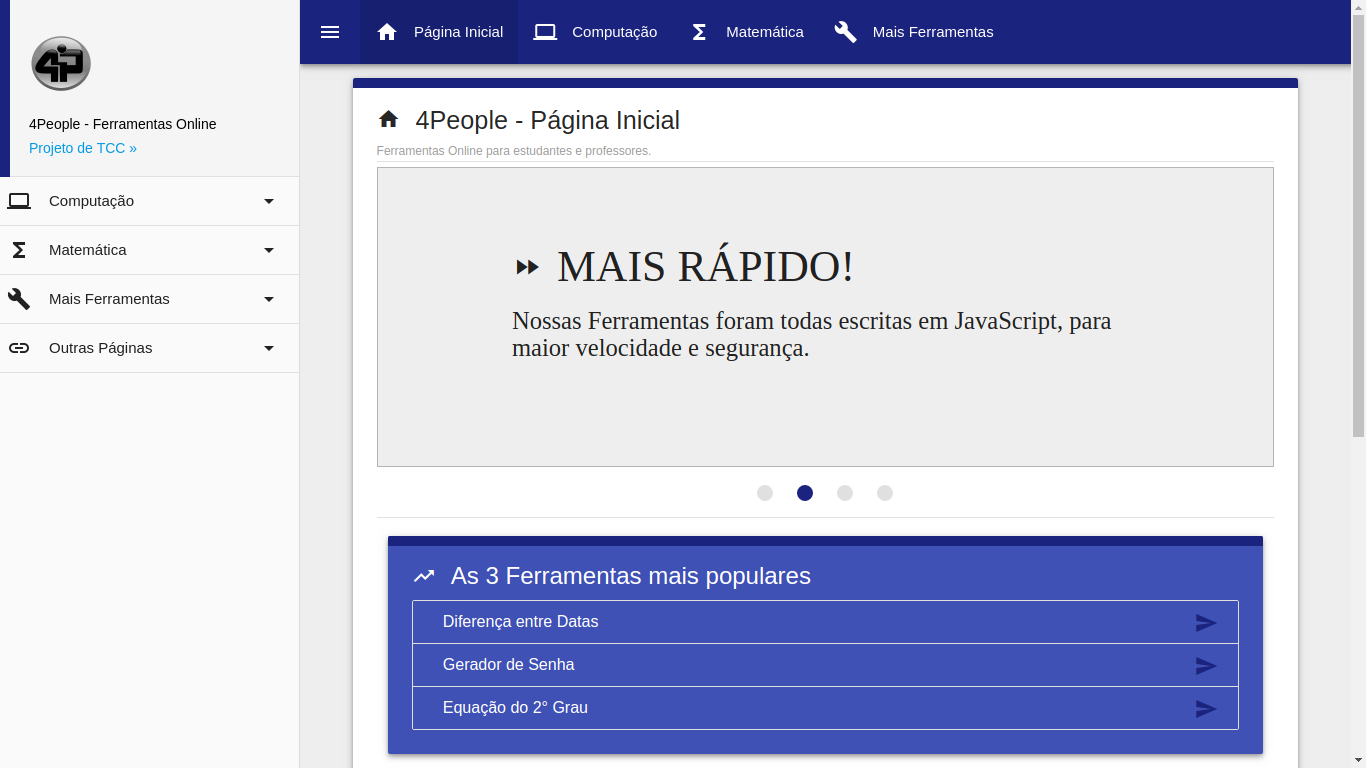 4P
4People - Ferramentas Online
Projeto de TCC »
Computação
Matemática
Mais Ferramentas
Outras Páginas
Página Inicial
Computação
Matemática
Mais Ferramentas
4People - Página Inicial
Ferramentas Online para estudantes e professores.
MAIS RÁPIDO!
Nossas Ferramentas foram todas escritas em JavaScript, para
maior velocidade e segurança.
As 3 Ferramentas mais populares
Diferença entre Datas
Gerador de Senha
Equação do 2° Grau